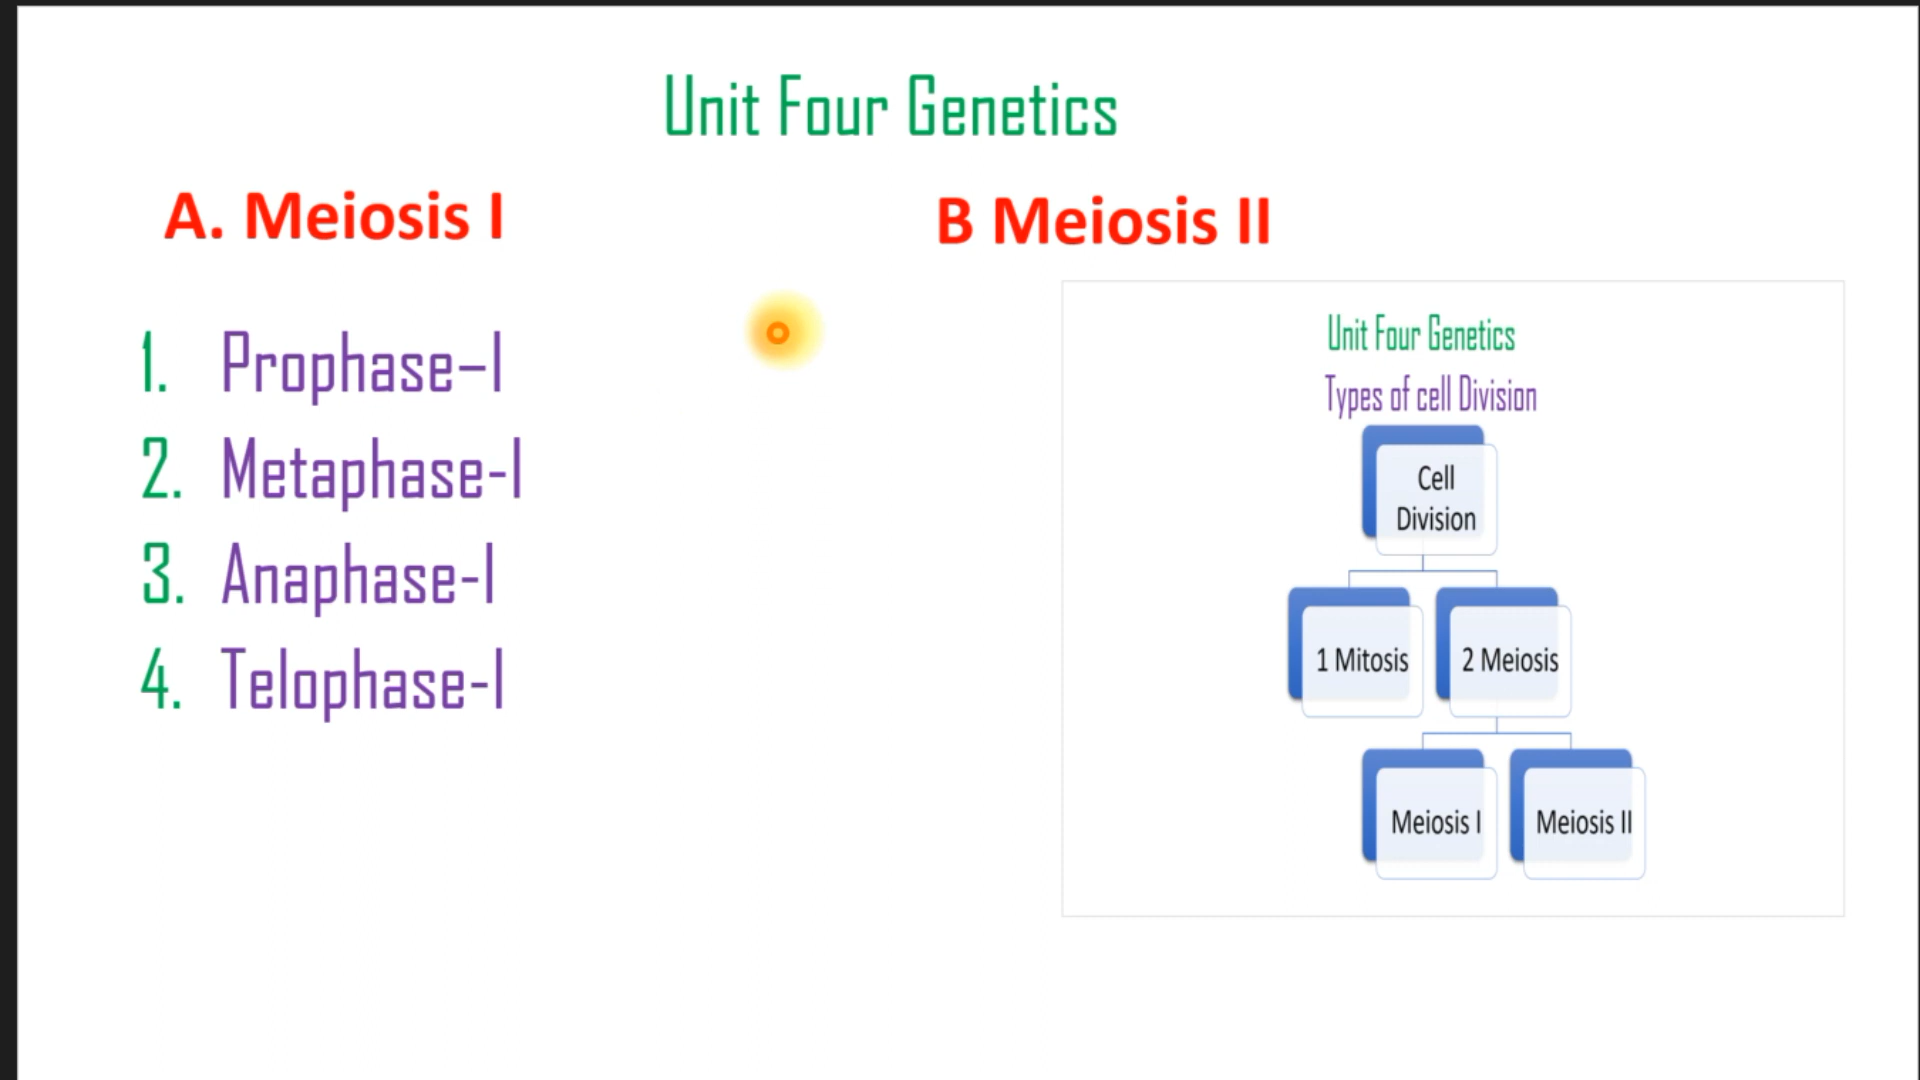 Unit Four Genetics
A. Meiosis I
B Meiosis II
1. Prophase–I
2. Metaphase-I
3. Anaphase-I
4. Telophase-I
Unit Four Genetics
Types of cell Division
Cell
Division
1 Mitosis
2 Meiosis
Meiosis I
Meiosis II